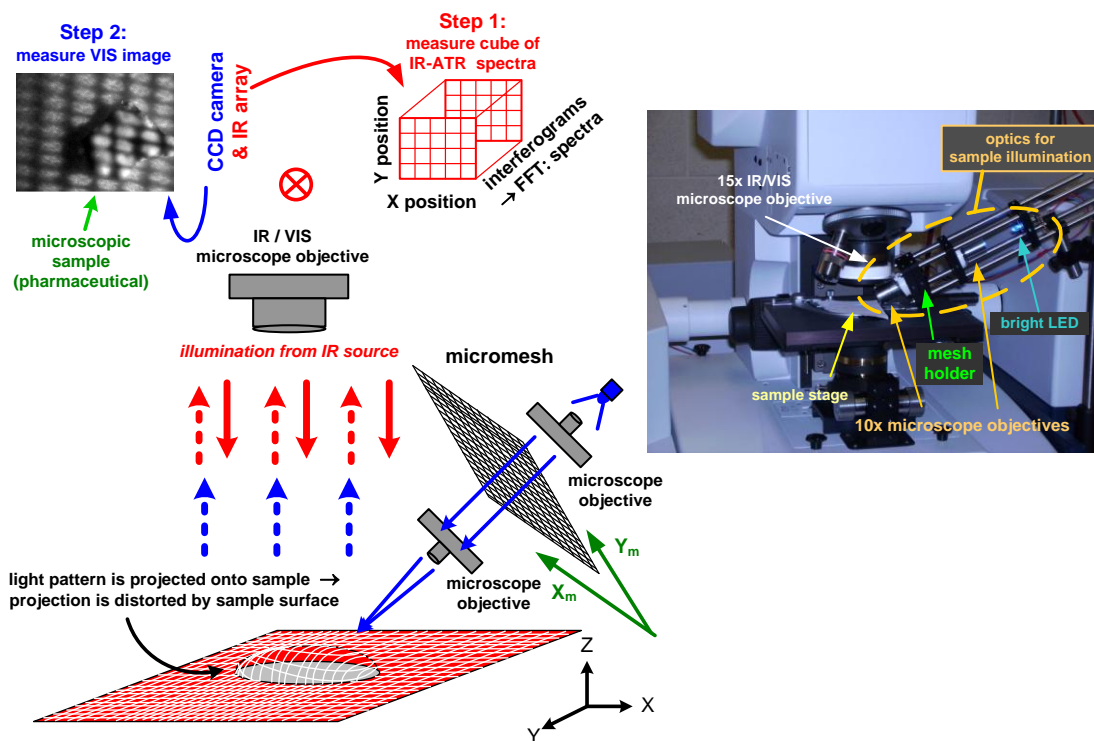 Step 2:
measure VIS image
CCD camera
& IR array
Step 1:
measure cube of
IR-ATR spectra
Y position
X position
interferograms
→ FFT: spectra
microscopic
sample
(pharmaceutical)
IR / VIS
microscope objective
illumination from IR source
micromesh
microscope
objective
microscope
objective
Ym
Xm
light pattern is projected onto sample →
projection is distorted by sample surface
Z
X
Y
optics for
sample illumination
15x IR/VIS
microscope objective
bright LED
mesh
holder
sample stage
10x microscope objectives